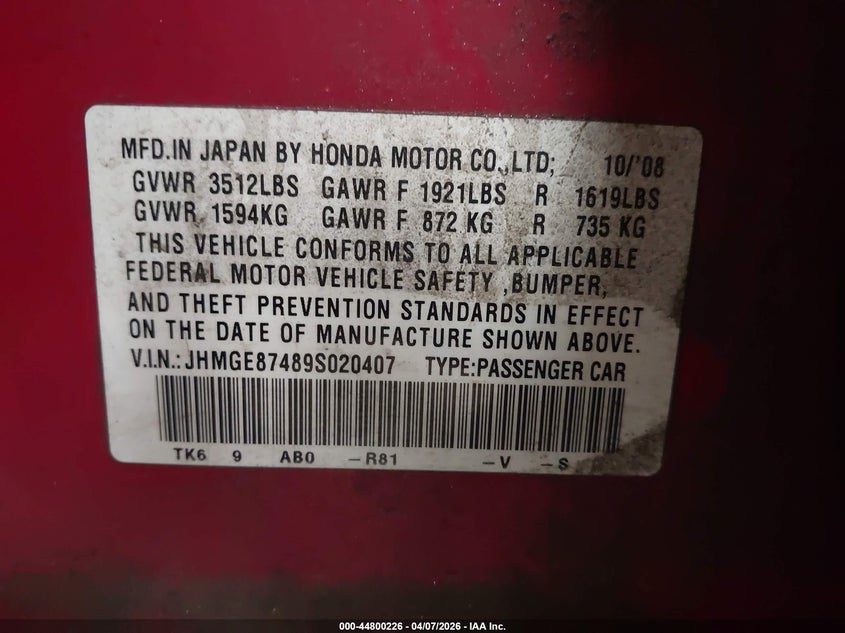 MFD.IN JAPAN BY HONDA MOTOR CO.,LTD; 10/'08
GVWR 3512LBS GAWR F 1921LBS R 1619LBS
GVWR 1594KG GAWR F 872 KG R 735 KG
THIS VEHICLE CONFORMS TO ALL APPLICABLE
FEDERAL MOTOR VEHICLE SAFETY ,BUMPER,
AND THEFT PREVENTION STANDARDS IN EFFECT
ON THE DATE OF MANUFACTURE SHOWN ABOVE.
V.I.N.:JHMGE87489S020407 TYPE:PASSENGER CAR
TK6 9 AB0 -R81 -V -S
000-44800226 - 04/07/2026 - IAA Inc.